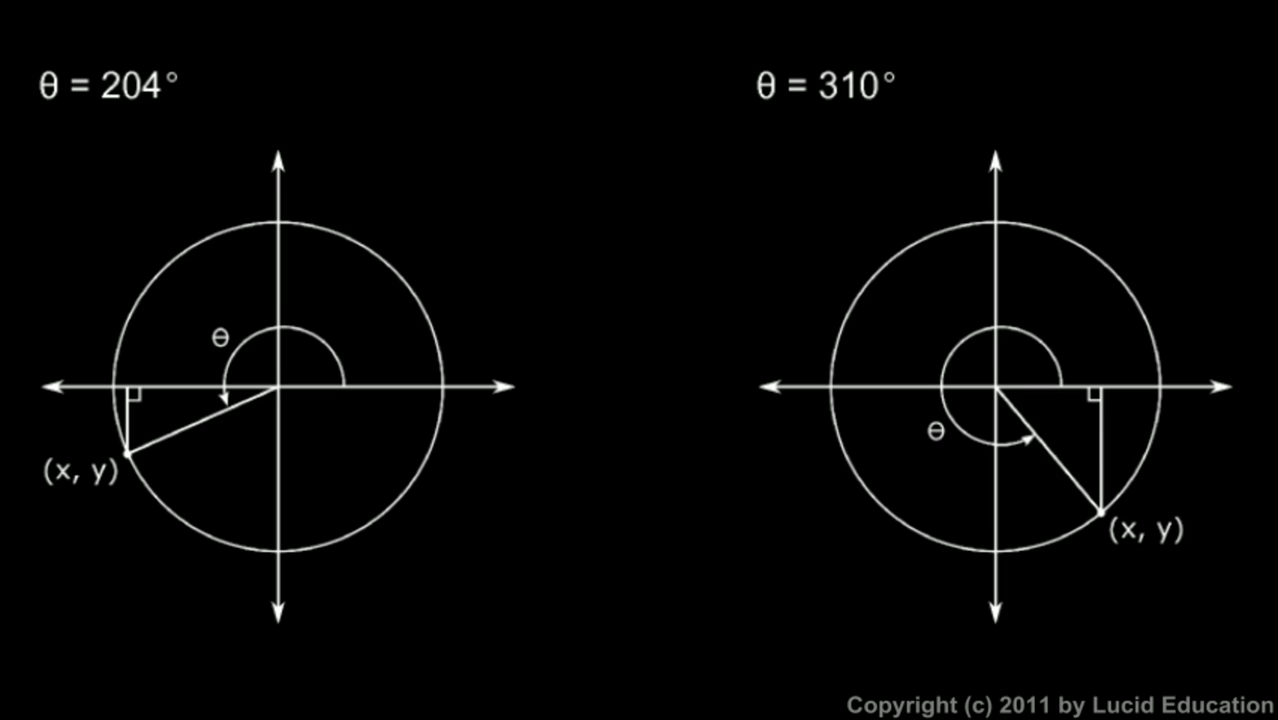 θ = 204°
θ = 310°
θ
(x, y)
θ
(x, y)
Copyright (c) 2011 by Lucid Education